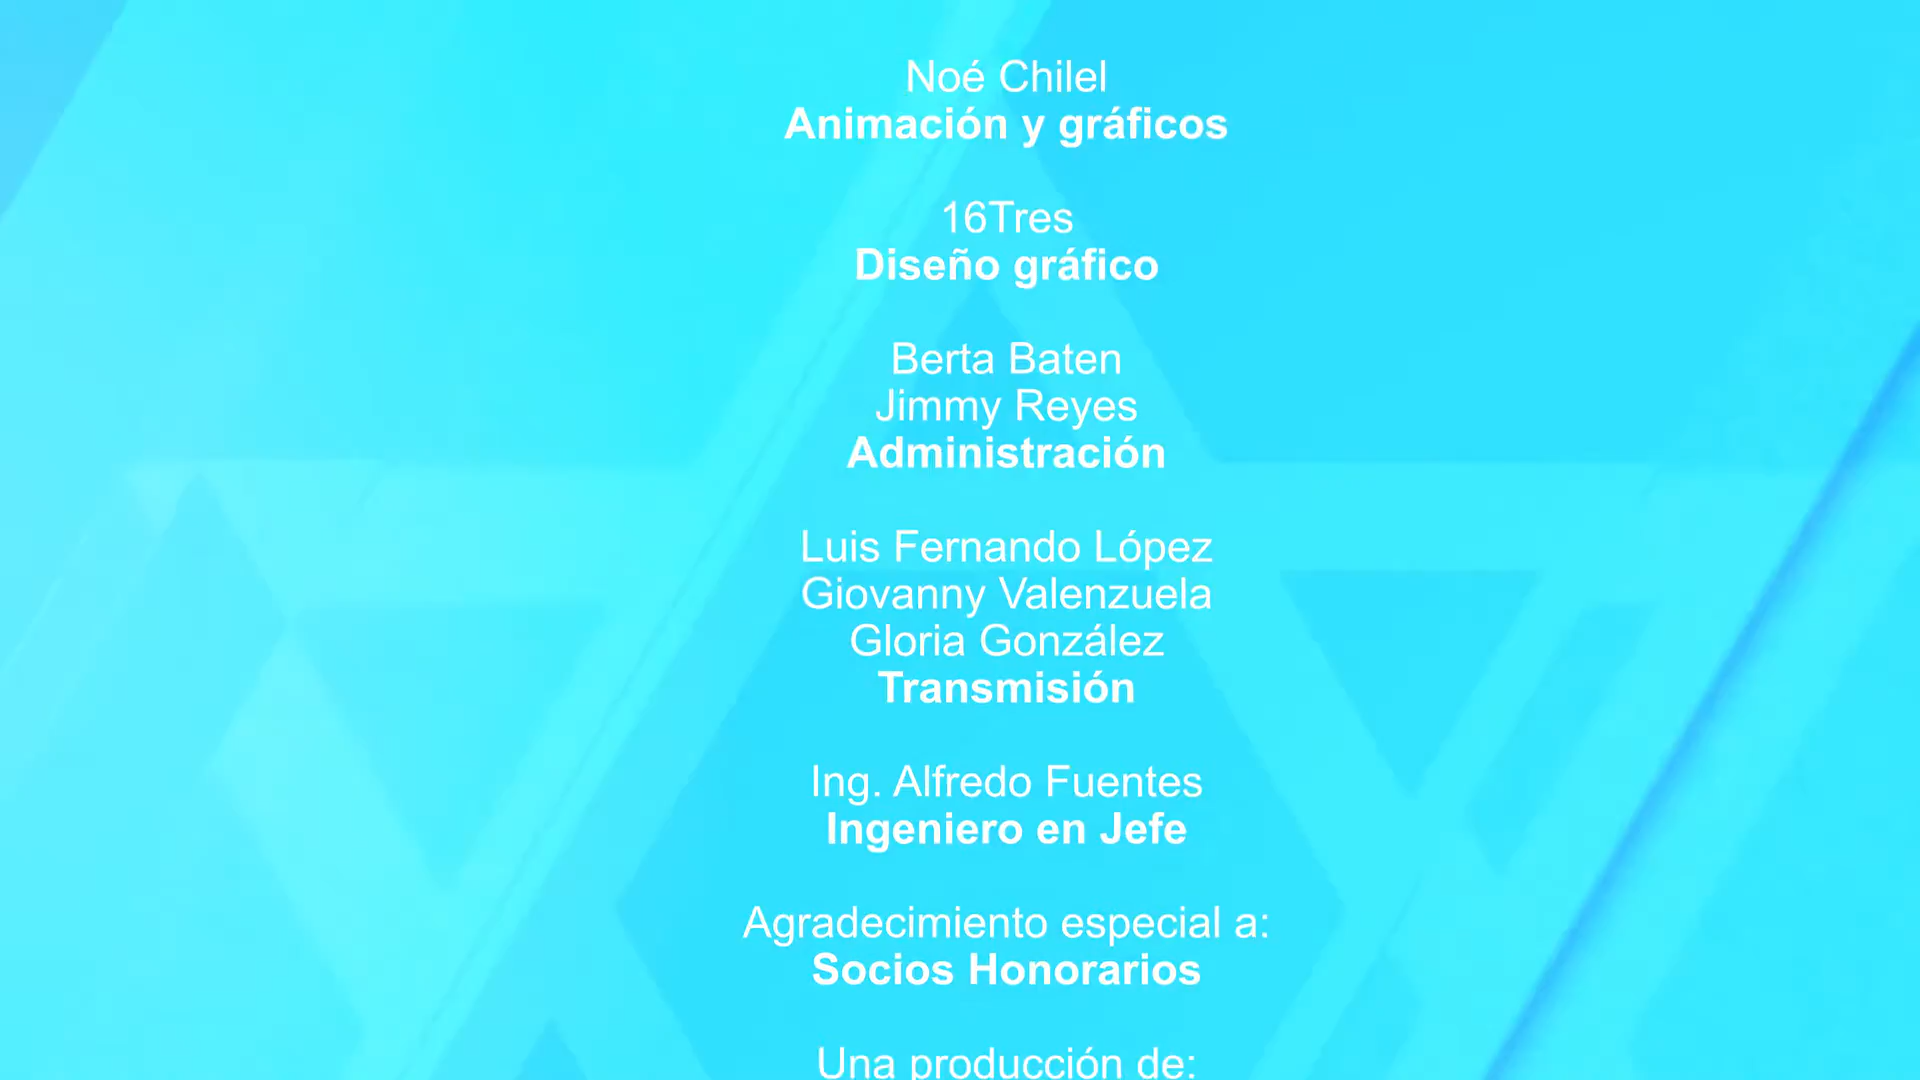 Noé Chilel
Animación y gráficos
16Tres
Diseño gráfico
Berta Baten
Jimmy Reyes
Administración
Luis Fernando López
Giovanny Valenzuela
Gloria González
Transmisión
Ing. Alfredo Fuentes
Ingeniero en Jefe
Agradecimiento especial a:
Socios Honorarios
Una producción de: